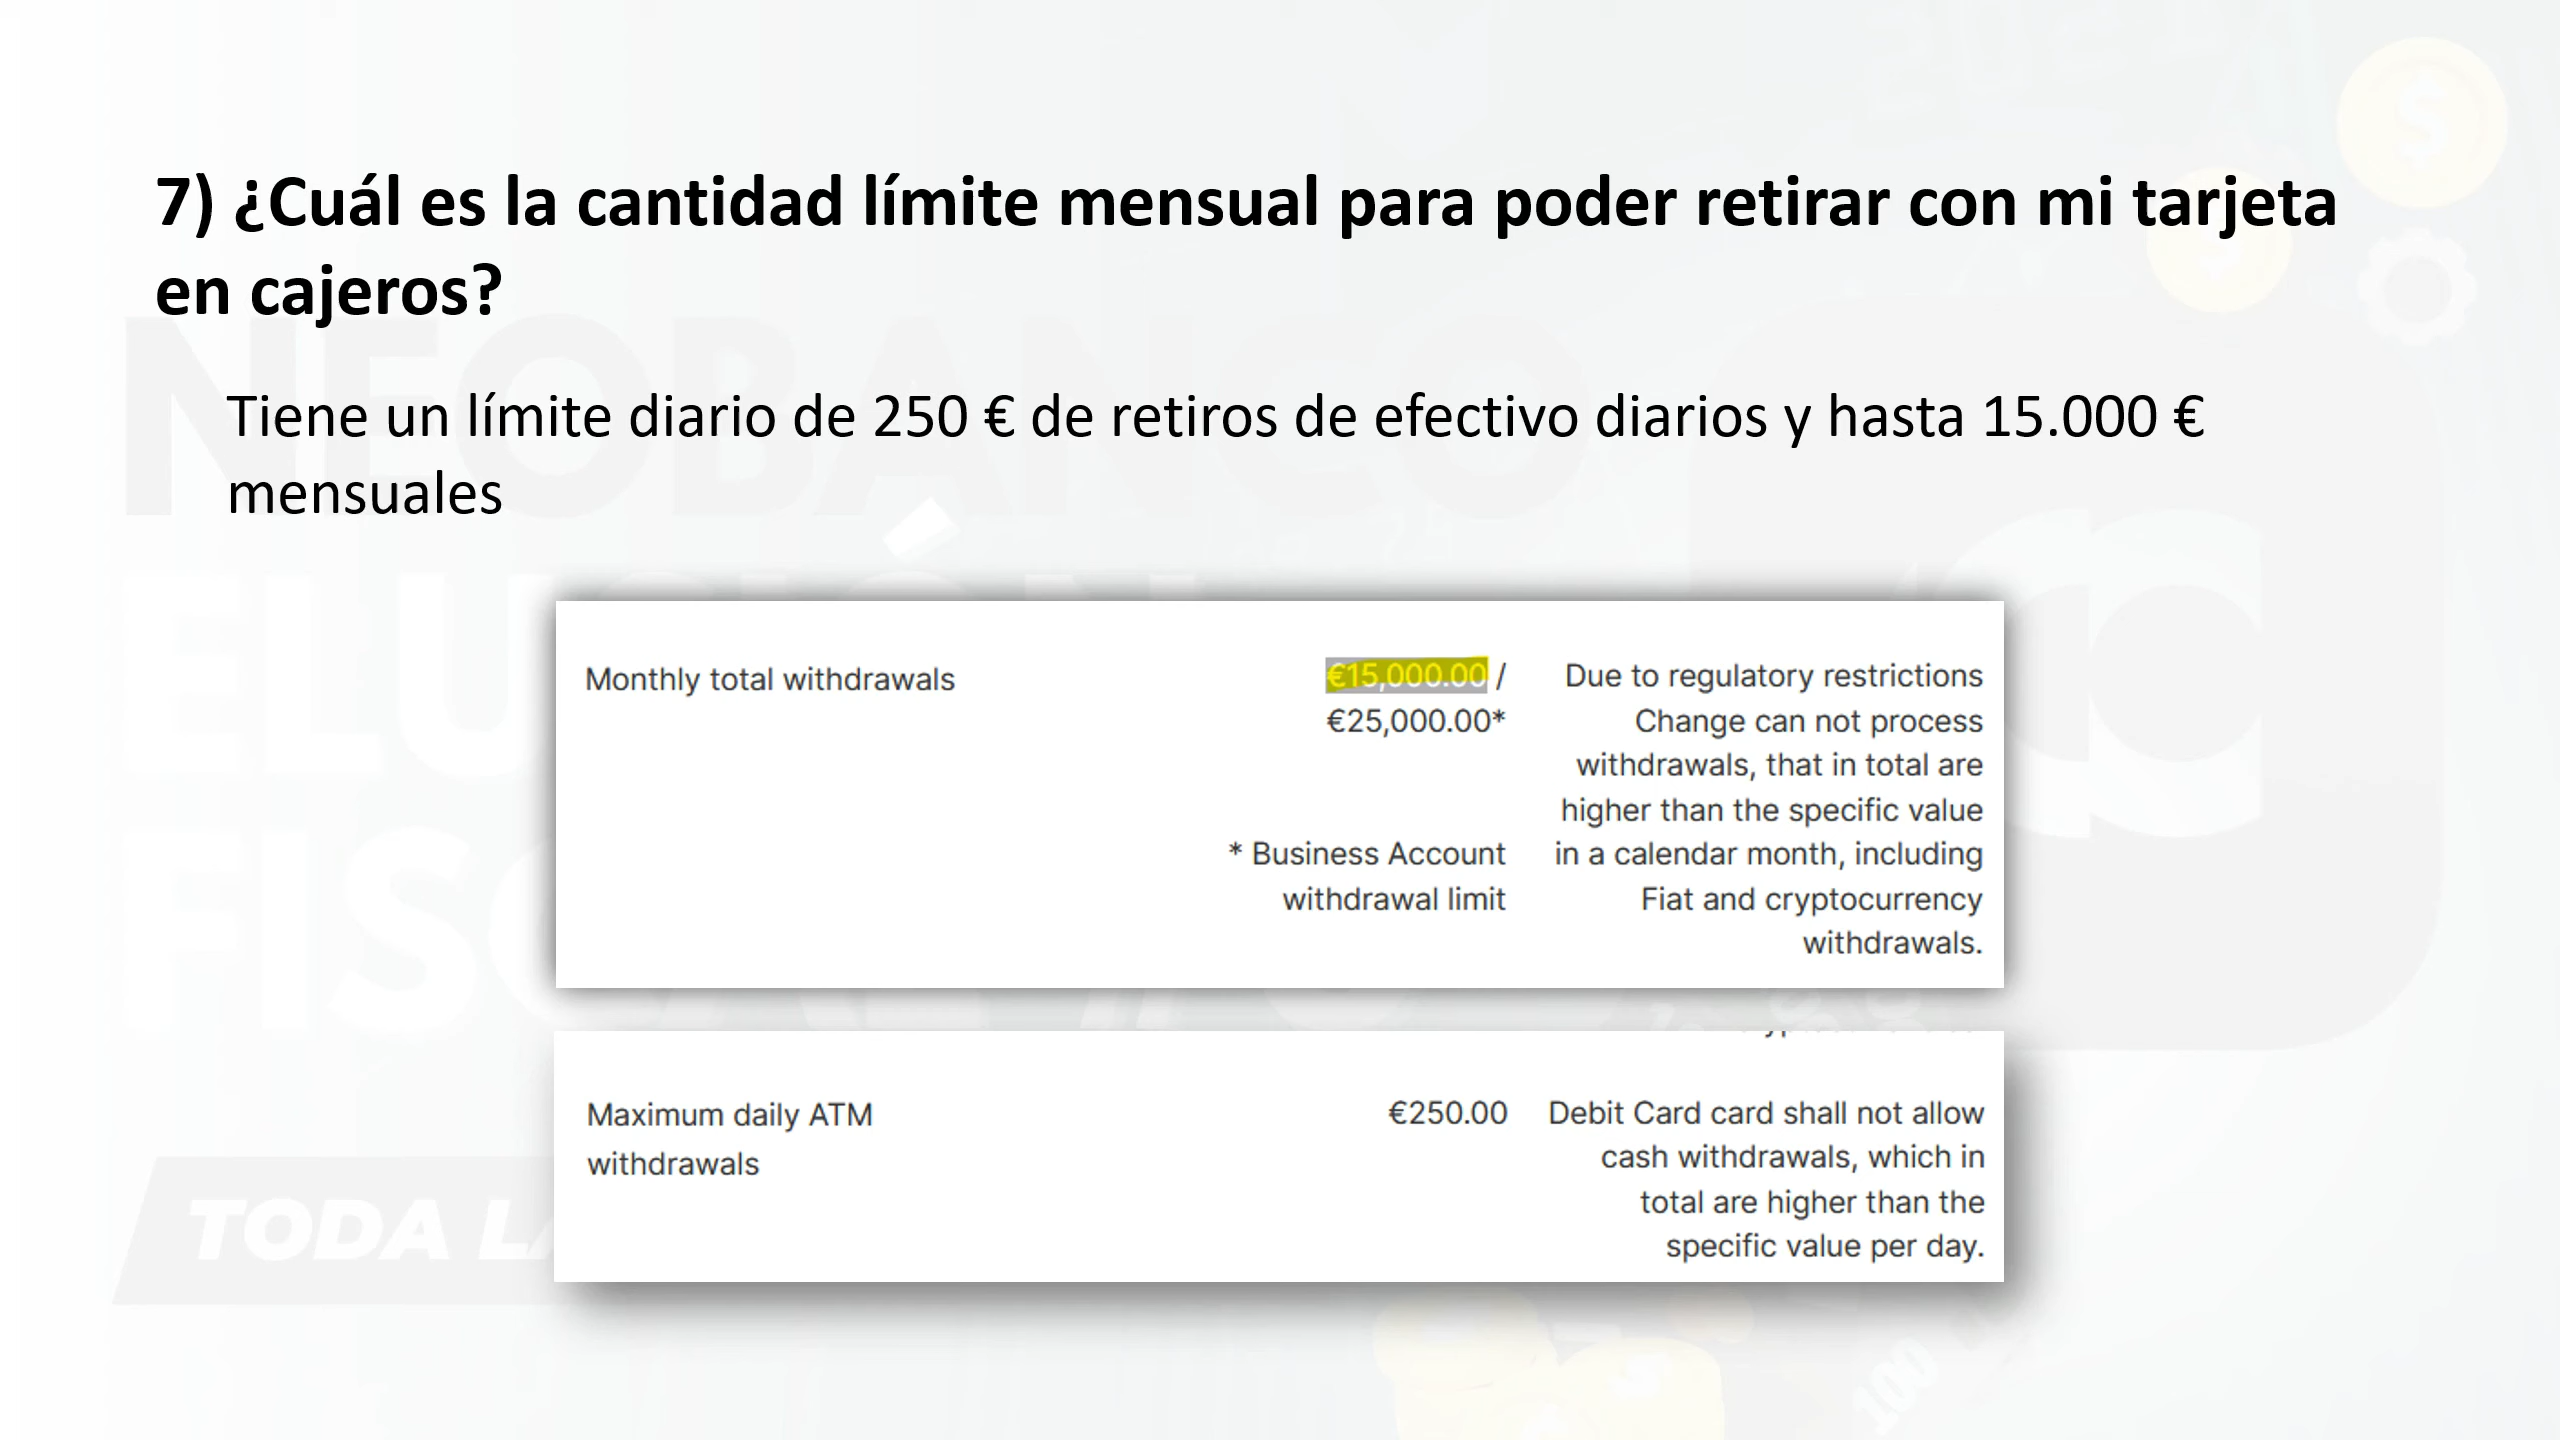 7) ¿Cuál es la cantidad límite mensual para poder retirar con mi tarjeta
en cajeros?
Tiene un límite diario de 250 € de retiros de efectivo diarios y hasta 15.000 €
mensuales
NEOBANCO
Monthly total withdrawals
€15,000.00 /
€25,000.00*
* Business Account
withdrawal limit
Due to regulatory restrictions
Change can not process
withdrawals, that in total are
higher than the specific value
in a calendar month, including
Fiat and cryptocurrency
withdrawals.
Maximum daily ATM
withdrawals
€250.00
Debit Card card shall not allow
cash withdrawals, which in
total are higher than the
specific value per day.
TODA
100